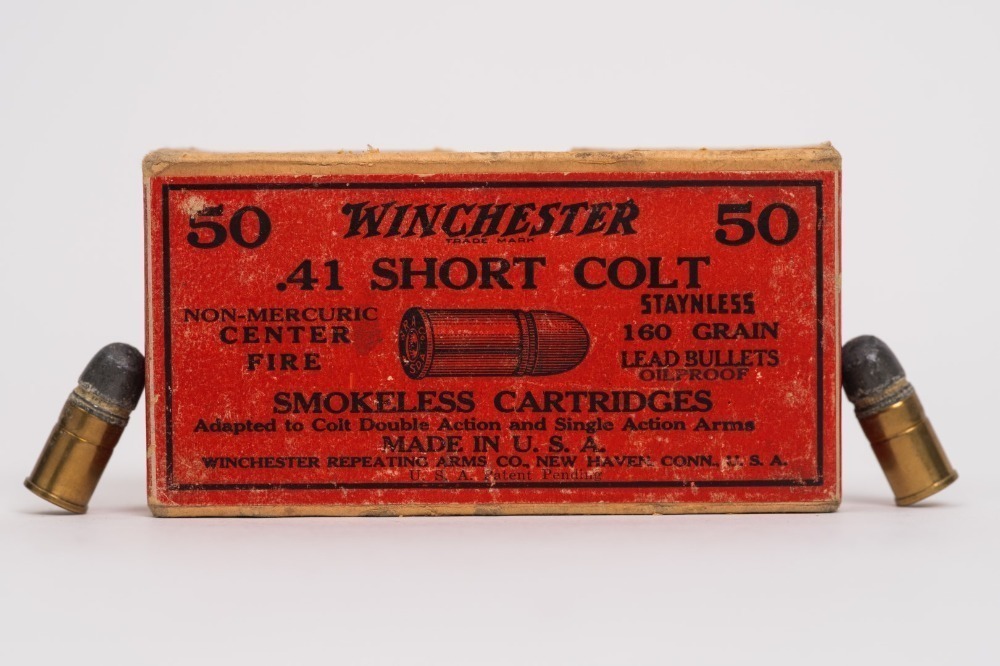 50 WINCHESTER 50
TRADE MARK
.41 SHORT COLT
NON-MERCURIC
CENTER
FIRE
STAYNLESS
160 GRAIN
LEAD BULLETS
OILPROOF
SMOKELESS CARTRIDGES
Adapted to Colt Double Action and Single Action Arms
MADE IN U.S.A.
WINCHESTER REPEATING ARMS CO., NEW HAVEN, CONN., U.S.A.
U.S.A. Patent Pending